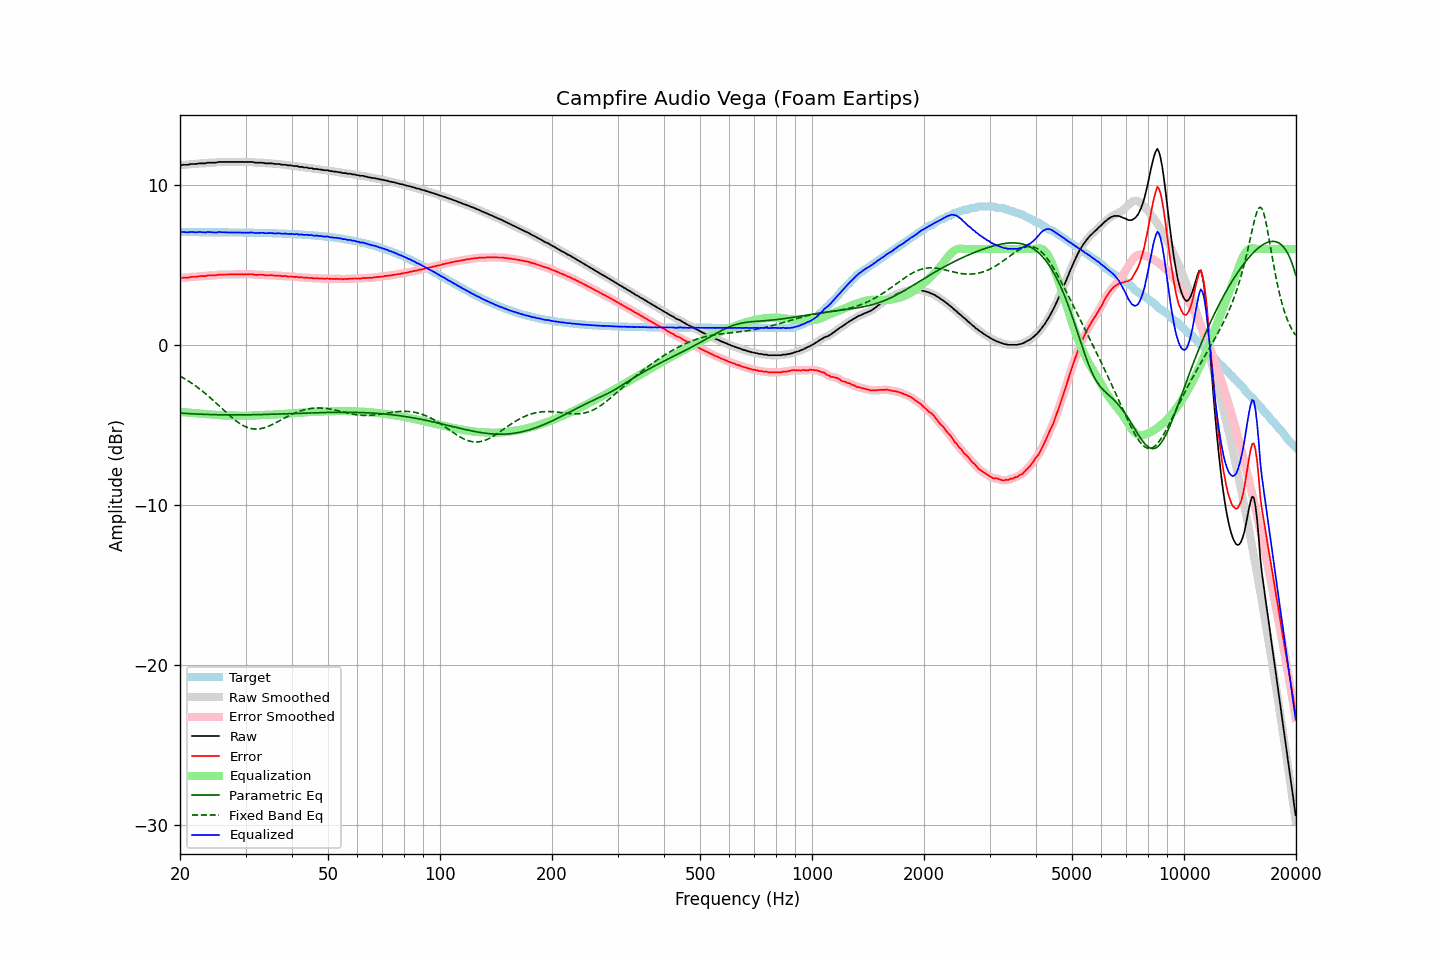 Campfire Audio Vega (Foam Eartips)
Amplitude (dBr)
10
0
−10
−20
−30
Target
Raw Smoothed
Error Smoothed
Raw
Error
Equalization
Parametric Eq
Fixed Band Eq
Equalized
20 50 100 200 500 1000 2000 5000 10000 20000
Frequency (Hz)